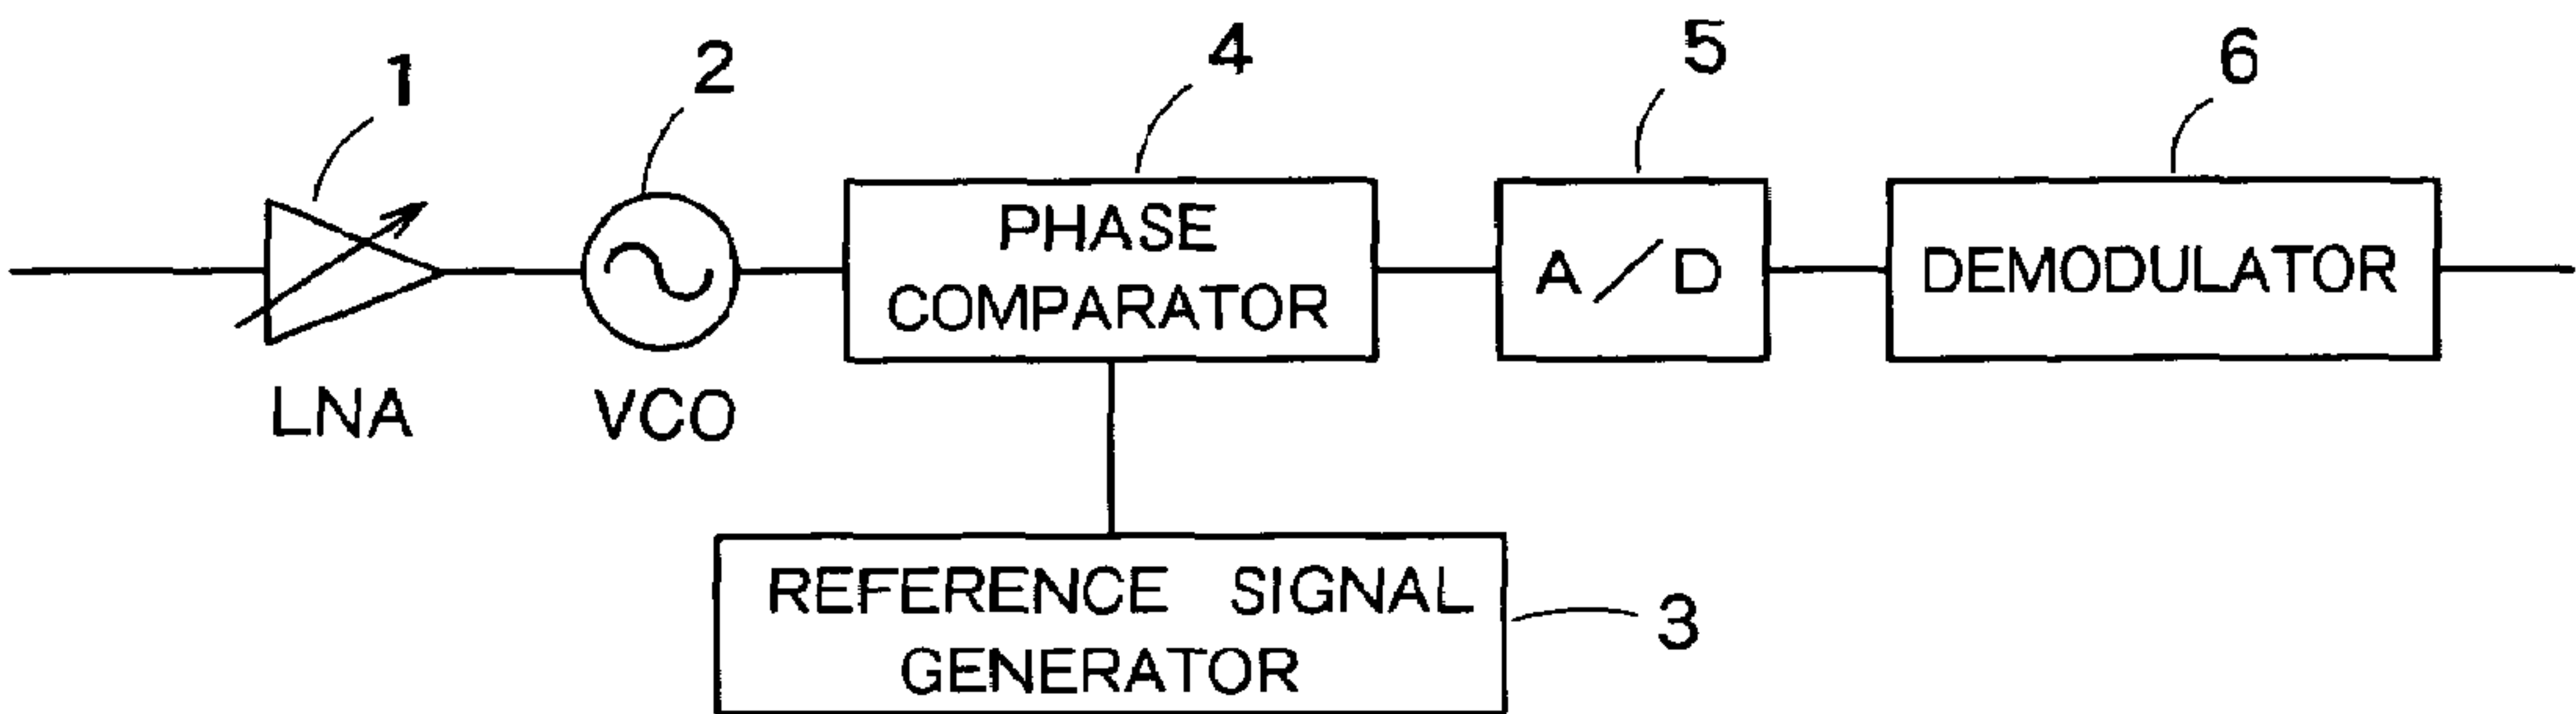 1
2
4
5
6
PHASE
COMPARATOR
A/D
DEMODULATOR
LNA
VCO
REFERENCE SIGNAL
GENERATOR
3